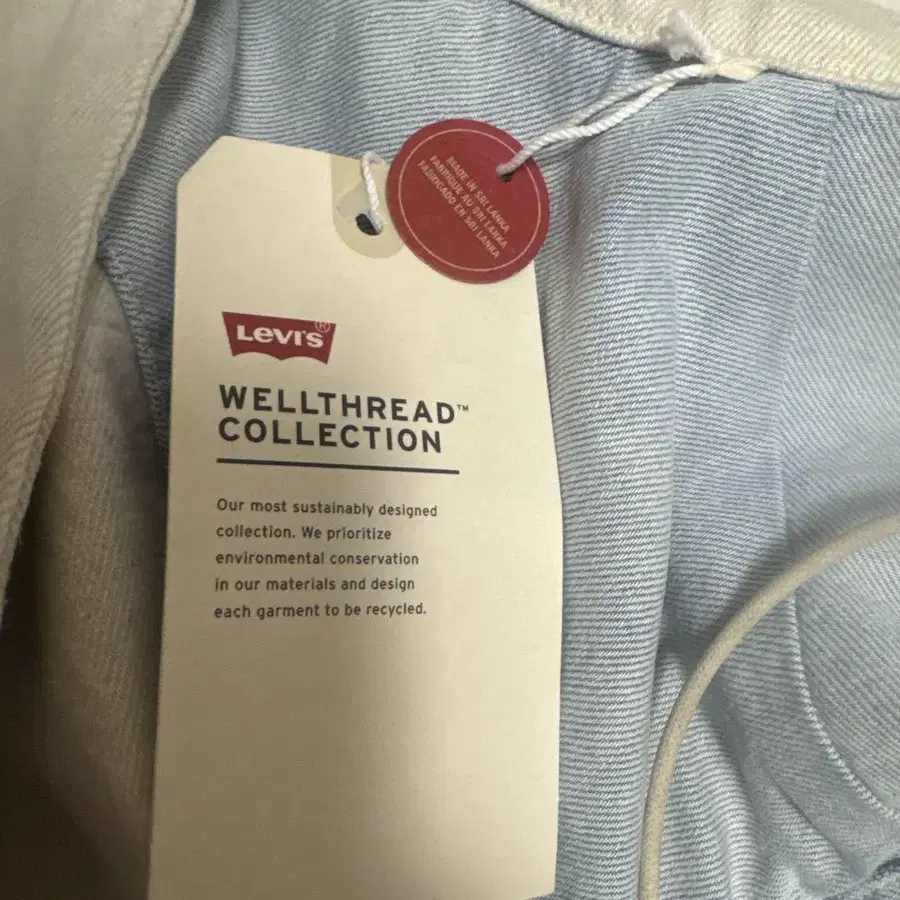 MADE IN SRI LANKA
FABRIQUÉ AU SRI LANKA
FABRICADO EN SRI LANKA
Levi's®
WELLTHREAD™
COLLECTION
Our most sustainably designed
collection. We prioritize
environmental conservation
in our materials and design
each garment to be recycled.